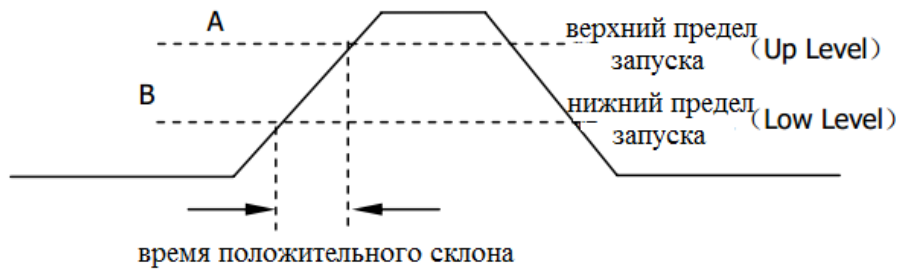 A
верхний предел
запуска
(Up Level)
B
нижний предел
запуска
(Low Level)
время положительного склона